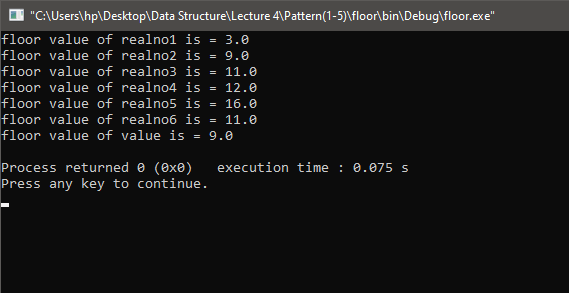 "C:\Users\hp\Desktop\Data Structure\Lecture 4\Pattern(1-5)\floor\bin\Debug\floor.exe"
floor value of realno1 is = 3.0
floor value of realno2 is = 9.0
floor value of realno3 is = 11.0
floor value of realno4 is = 12.0
floor value of realno5 is = 16.0
floor value of realno6 is = 11.0
floor value of value is = 9.0
Process returned 0 (0x0)   execution time : 0.075 s
Press any key to continue.